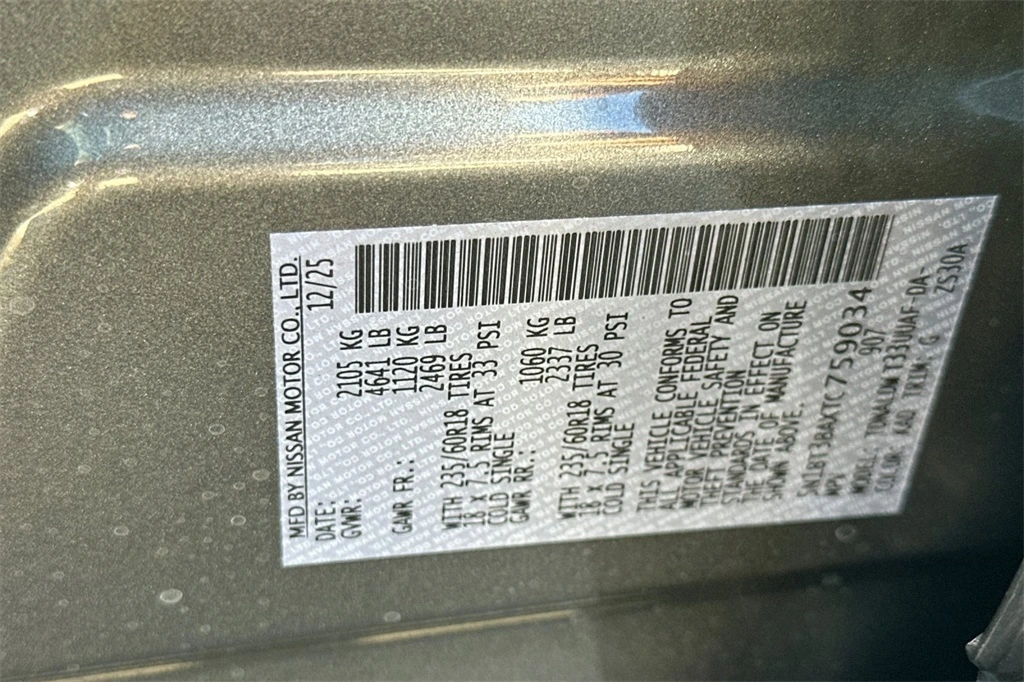 MFD BY NISSAN MOTOR CO., LTD.
DATE: 12/25
GVWR: 2105 KG
4641 LB
GAWR FR.: 1120 KG
2469 LB
WITH 235/60R18 TIRES
18 x 7.5 RIMS AT 33 PSI
COLD SINGLE
GAWR RR.: 1060 KG
2337 LB
WITH 235/60R18 TIRES
18 x 7.5 RIMS AT 30 PSI
COLD SINGLE
THIS VEHICLE CONFORMS TO
ALL APPLICABLE FEDERAL
MOTOR VEHICLE SAFETY AND
THEFT PREVENTION
STANDARDS IN EFFECT ON
THE DATE OF MANUFACTURE
SHOWN ABOVE.
5N1BT3BAXTC759034
MPV 907
MODEL:
COLOR: KAD TRIM: G ZS30A